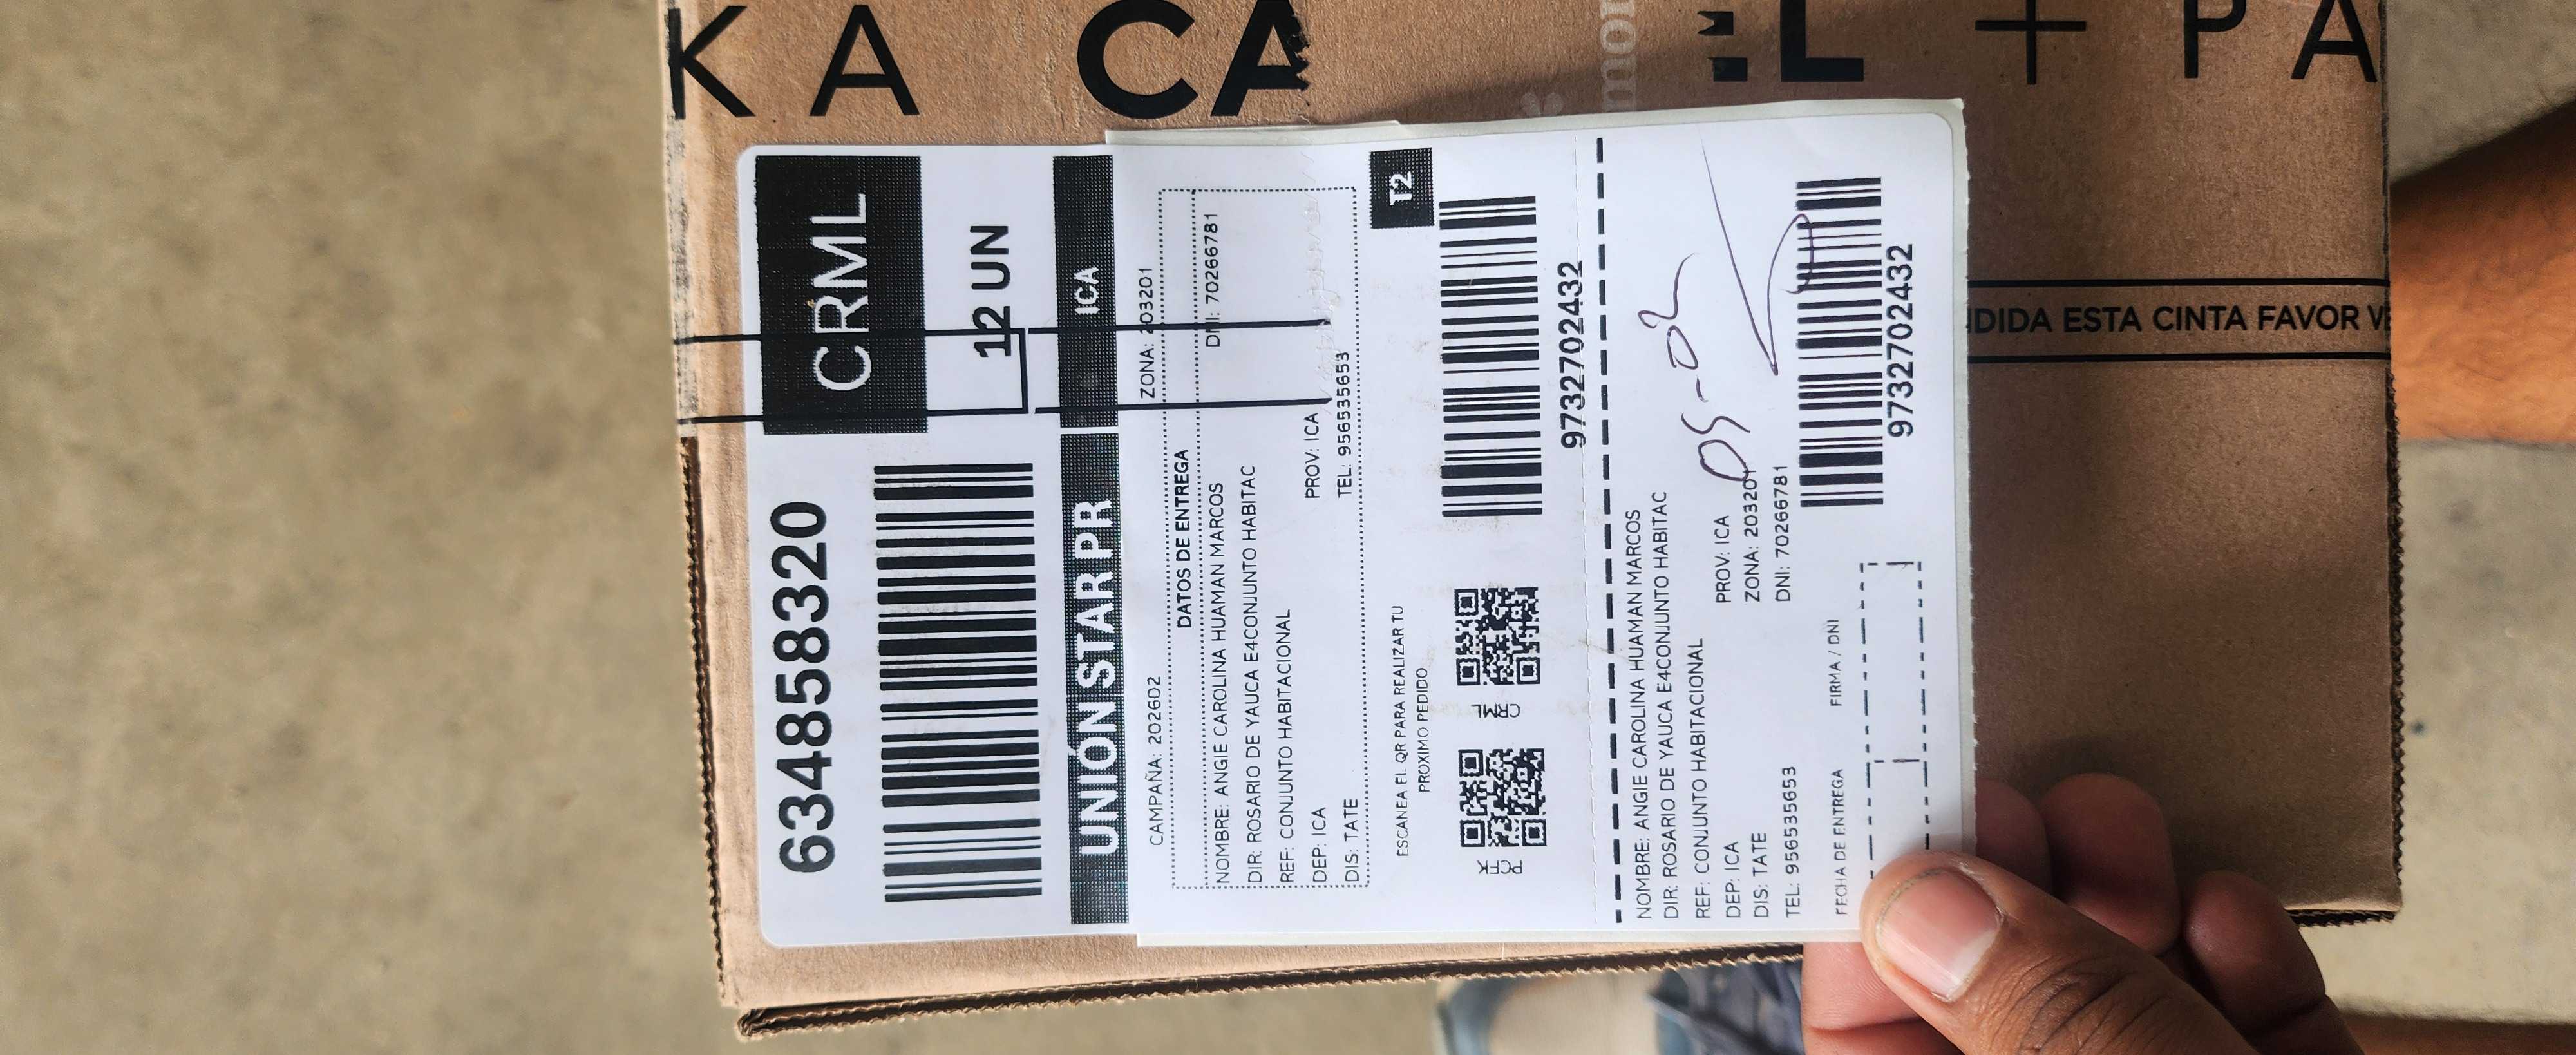 KA CA
EL + PA
mor
634858320
CRML
12 UN
UNIÓN STAR PR
ICA
CAMPAÑA: 202602
ZONA: 203201
DATOS DE ENTREGA
NOMBRE: ANGIE CAROLINA HUAMAN MARCOS
DNI: 70266781
DIR: ROSARIO DE YAUCA E4CONJUNTO HABITAC
REF: CONJUNTO HABITACIONAL
DEP: ICA
PROV: ICA
DIS: TATE
TEL: 956535653
ESCANEA EL QR PARA REALIZAR TU
PROXIMO PEDIDO
T2
PCFK
CRML
9732702432
NOMBRE: ANGIE CAROLINA HUAMAN MARCOS
DIR: ROSARIO DE YAUCA E4CONJUNTO HABITAC
REF: CONJUNTO HABITACIONAL
DEP: ICA
PROV: ICA
DIS: TATE
ZONA: 203201
TEL: 956535653
DNI: 70266781
05-02
FECHA DE ENTREGA
FIRMA / DNI
9732702432
DIDA ESTA CINTA FAVOR VE